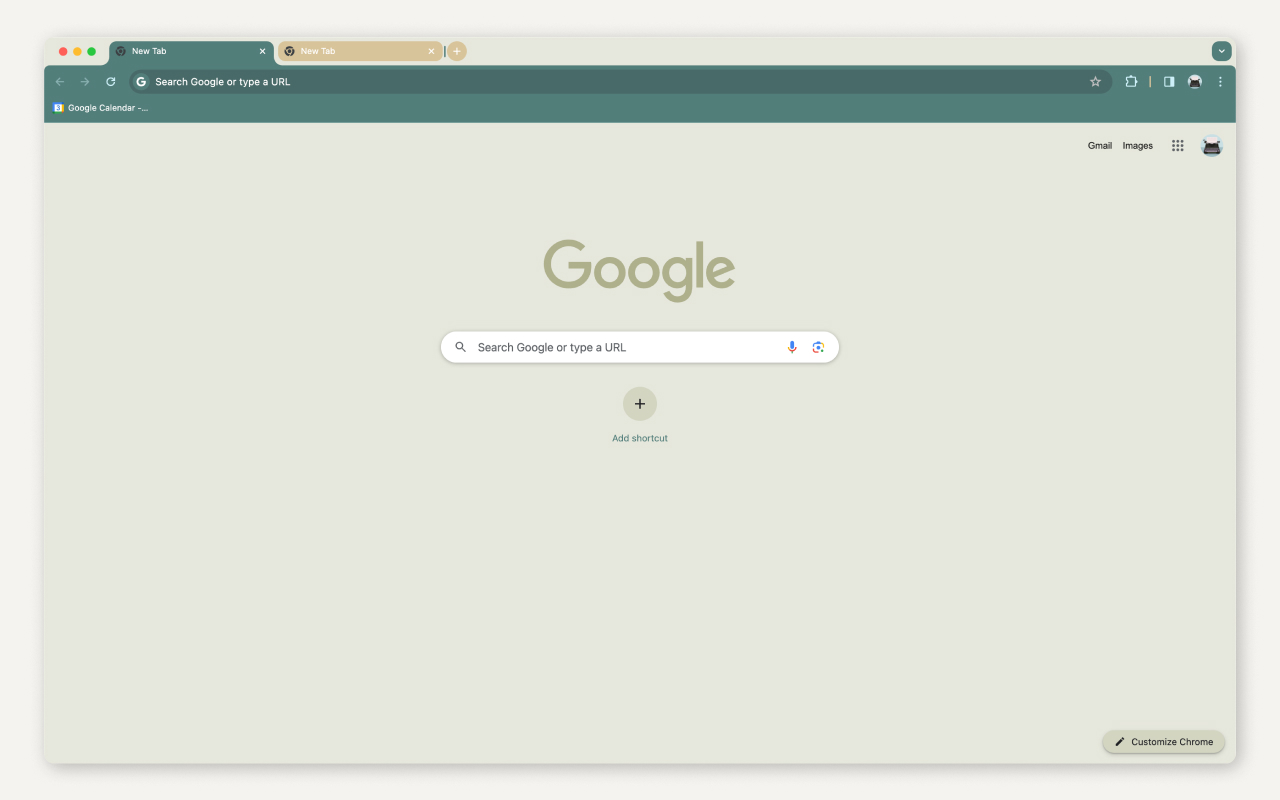 New Tab
New Tab
Search Google or type a URL
Google Calendar -...
Gmail Images
Google
Search Google or type a URL
Add shortcut
Customize Chrome